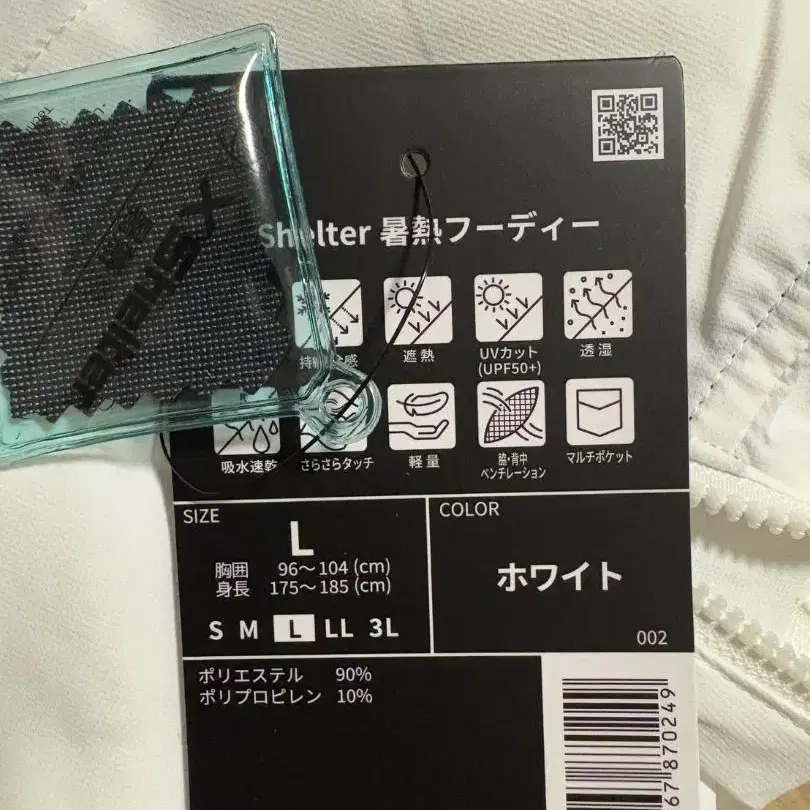 Shelter 暑熱フーディー
遮熱
UVカット
(UPF50+)
透湿
吸水速乾
さらさらタッチ
軽量
脇・背中
ベンチレーション
マルチポケット
SIZE
L
胸囲 96〜104 (cm)
身長 175〜185 (cm)
S M L LL 3L
COLOR
ホワイト
002
ポリエステル 90%
ポリプロピレン 10%
67 870249
X Shelter